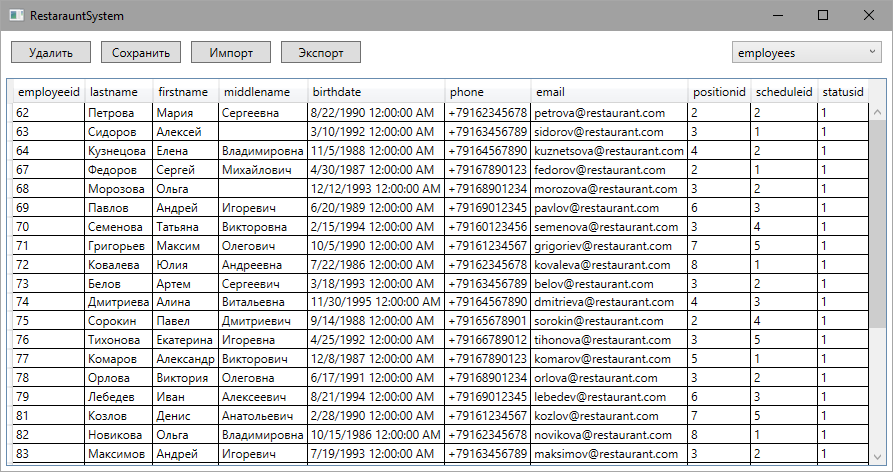 RestarauntSystem
Удалить Сохранить Импорт Экспорт employees
employeeid lastname firstname middlename birthdate phone email positionid scheduleid statusid
62 Петрова Мария Сергеевна 8/22/1990 12:00:00 AM +79162345678 petrova@restaurant.com 2 2 1
63 Сидоров Алексей 3/10/1992 12:00:00 AM +79163456789 sidorov@restaurant.com 3 1 1
64 Кузнецова Елена Владимировна 11/5/1988 12:00:00 AM +79164567890 kuznetsova@restaurant.com 4 2 1
67 Федоров Сергей Михайлович 4/30/1987 12:00:00 AM +79167890123 fedorov@restaurant.com 2 1 1
68 Морозова Ольга 12/12/1993 12:00:00 AM +79168901234 morozova@restaurant.com 3 2 1
69 Павлов Андрей Игоревич 6/20/1989 12:00:00 AM +79169012345 pavlov@restaurant.com 6 3 1
70 Семенова Татьяна Викторовна 2/15/1994 12:00:00 AM +79160123456 semenova@restaurant.com 3 4 1
71 Григорьев Максим Олегович 10/5/1990 12:00:00 AM +79161234567 grigoriev@restaurant.com 7 5 1
72 Ковалева Юлия Андреевна 7/22/1986 12:00:00 AM +79162345678 kovaleva@restaurant.com 8 1 1
73 Белов Артем Сергеевич 3/18/1993 12:00:00 AM +79163456789 belov@restaurant.com 3 2 1
74 Дмитриева Алина Витальевна 11/30/1995 12:00:00 AM +79164567890 dmitrieva@restaurant.com 4 3 1
75 Сорокин Павел Дмитриевич 9/14/1988 12:00:00 AM +79165678901 sorokin@restaurant.com 2 4 1
76 Тихонова Екатерина Игоревна 4/25/1992 12:00:00 AM +79166789012 tihonova@restaurant.com 3 5 1
77 Комаров Александр Викторович 12/8/1987 12:00:00 AM +79167890123 komarov@restaurant.com 5 1 1
78 Орлова Виктория Олеговна 6/17/1991 12:00:00 AM +79168901234 orlova@restaurant.com 3 2 1
79 Лебедев Иван Алексеевич 8/21/1994 12:00:00 AM +79169012345 lebedev@restaurant.com 6 3 1
81 Козлов Денис Анатольевич 2/28/1990 12:00:00 AM +79161234567 kozlov@restaurant.com 7 5 1
82 Новикова Ольга Владимировна 10/15/1986 12:00:00 AM +79162345678 novikova@restaurant.com 8 1 1
83 Максимов Андрей Игоревич 7/19/1993 12:00:00 AM +79163456789 maksimov@restaurant.com 3 2 1